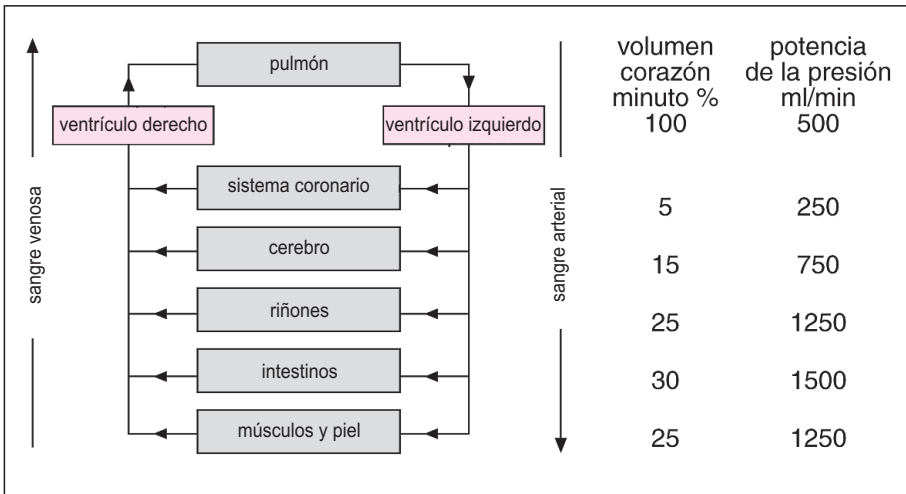 pulmón
ventrículo derecho
ventrículo izquierdo
sistema coronario
cerebro
riñones
intestinos
músculos y piel
sangre venosa
sangre arterial
volumen
corazón
minuto %
100
5
15
25
30
25
potencia
de la presión
ml/min
500
250
750
1250
1500
1250